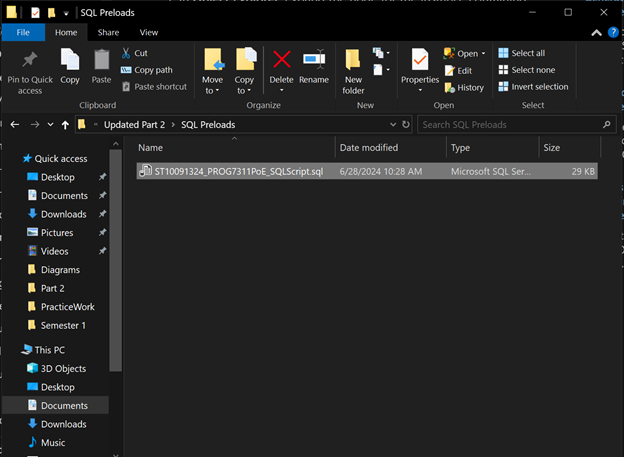 SQL Preloads
File
Home
Share
View
?
Pin to Quick
access
Copy
Paste
Cut
Copy path
Paste shortcut
Clipboard
Move
to
Copy
to
Delete
Rename
Organize
New
folder
New
Properties
Open
Edit
History
Open
Select all
Select none
Invert selection
Select
« Updated Part 2 > SQL Preloads
Search SQL Preloads
Name
Date modified
Type
Size
ST10091324_PROG7311PoE_SQLScript.sql
6/28/2024 10:28 AM
Microsoft SQL Ser...
29 KB
Quick access
Desktop
Documents
Downloads
Pictures
Videos
Diagrams
Part 2
PracticeWork
Semester 1
This PC
3D Objects
Desktop
Documents
Downloads
Music